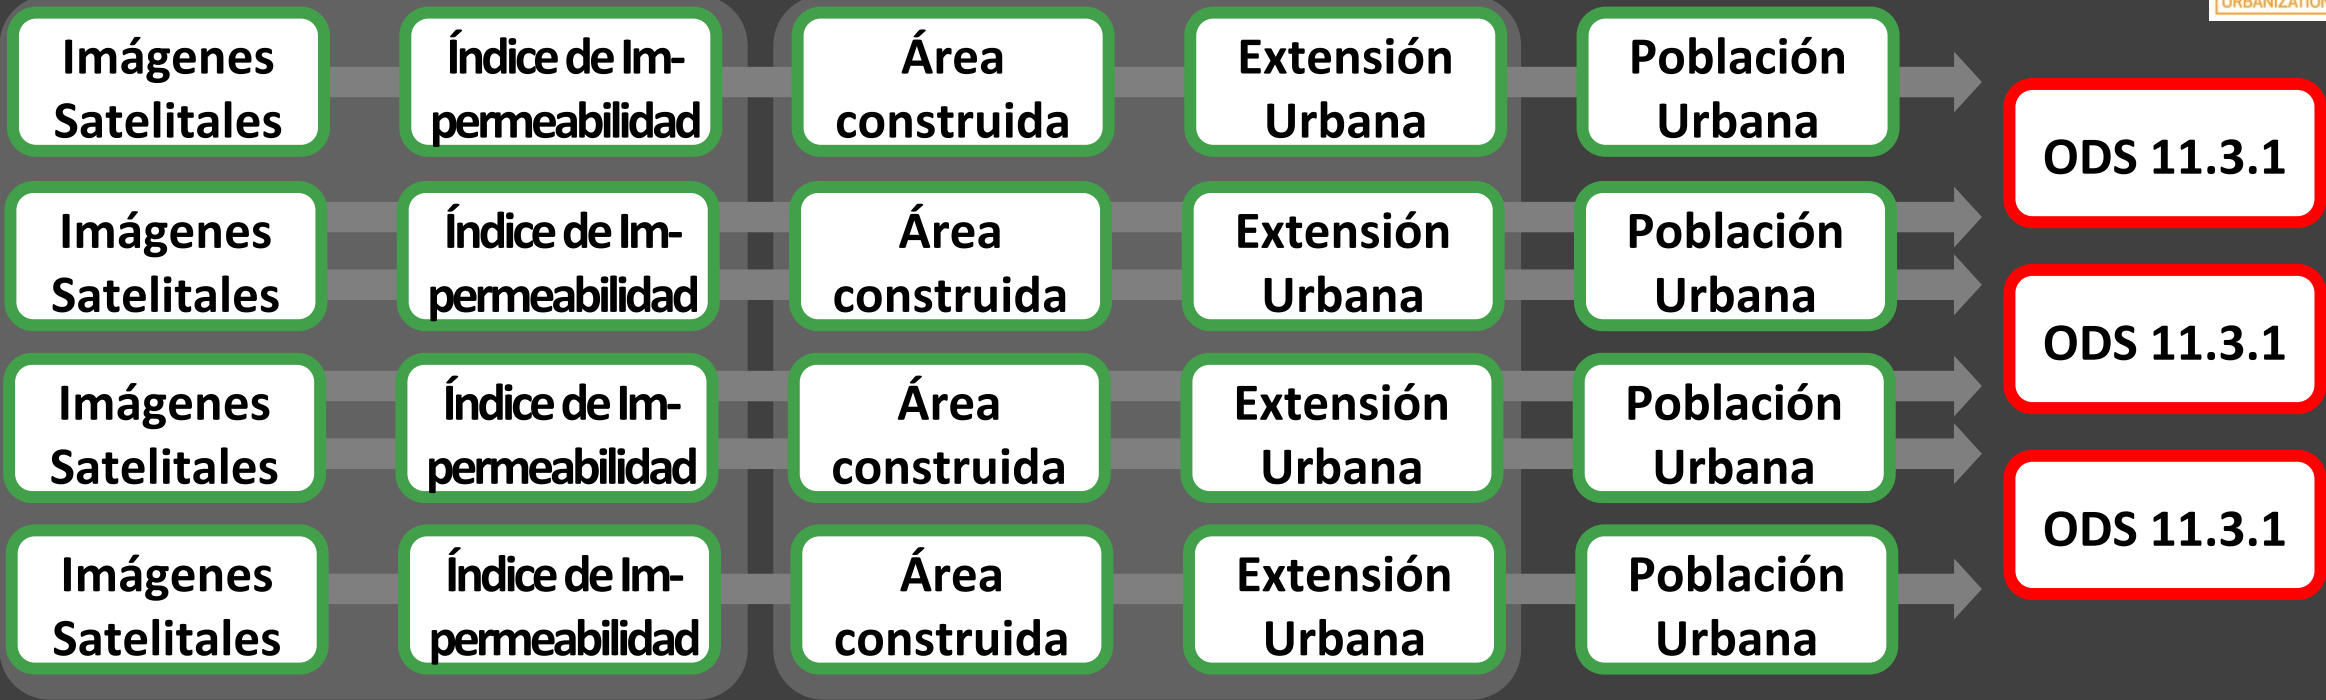 URBANIZATION
Imágenes
Satelitales
Índice de Im-
permeabilidad
Área
construida
Extensión
Urbana
Población
Urbana
ODS 11.3.1
Imágenes
Satelitales
Índice de Im-
permeabilidad
Área
construida
Extensión
Urbana
Población
Urbana
ODS 11.3.1
Imágenes
Satelitales
Índice de Im-
permeabilidad
Área
construida
Extensión
Urbana
Población
Urbana
ODS 11.3.1
Imágenes
Satelitales
Índice de Im-
permeabilidad
Área
construida
Extensión
Urbana
Población
Urbana